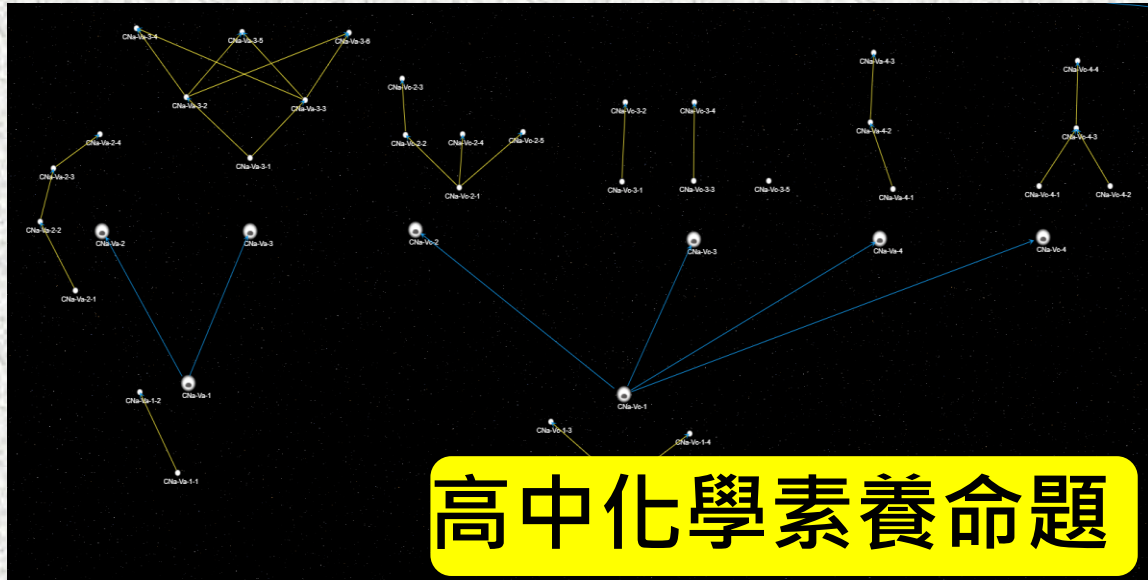 CNa-Va-3-4
CNa-Va-3-5
CNa-Va-3-6
CNa-Va-4-3
CNa-Vc-4-4
CNa-Vc-2-3
CNa-Va-3-2
CNa-Va-3-3
CNa-Vc-3-2
CNa-Vc-3-4
CNa-Va-4-2
CNa-Vc-4-3
CNa-Va-2-4
CNa-Vc-2-2
CNa-Vc-2-4
CNa-Vc-2-5
CNa-Va-3-1
CNa-Va-2-3
CNa-Vc-3-1
CNa-Vc-3-3
CNa-Vc-3-5
CNa-Vc-2-1
CNa-Va-4-1
CNa-Vc-4-1
CNa-Vc-4-2
CNa-Va-2-2
CNa-Va-2
CNa-Va-3
CNa-Vc-2
CNa-Vc-3
CNa-Va-4
CNa-Vc-4
CNa-Va-2-1
CNa-Va-1
CNa-Va-1-2
CNa-Vc-1
CNa-Vc-1-3
CNa-Vc-1-4
CNa-Va-1-1
高中化學素養命題